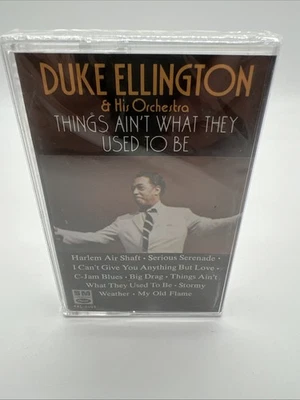 DUKE ELLINGTON
& His Orchestra
THINGS AIN'T WHAT THEY
USED TO BE
Harlem Air Shaft • Serious Serenade •
I Can't Give You Anything But Love •
C-Jam Blues • Big Drag • Things Ain't
What They Used To Be • Stormy
Weather • My Old Flame